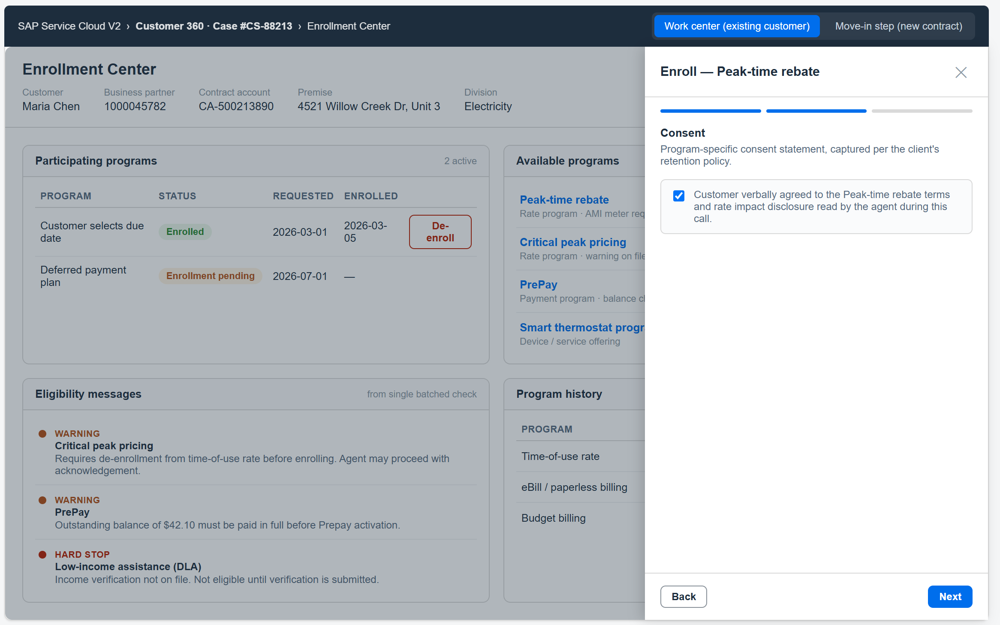 SAP Service Cloud V2 › Customer 360 · Case #CS-88213 › Enrollment Center
Work center (existing customer)
Move-in step (new contract)
Enrollment Center
Customer
Maria Chen
Business partner
1000045782
Contract account
CA-500213890
Premise
4521 Willow Creek Dr, Unit 3
Division
Electricity
Participating programs
2 active
PROGRAM STATUS REQUESTED ENROLLED
Customer selects due
date
Enrolled
2026-03-01
2026-03-
05
De-
enroll
Deferred payment
plan
Enrollment pending
2026-07-01
—
Available programs
Peak-time rebate
Rate program · AMI meter
Critical peak pricing
Rate program · warning on file
PrePay
Payment program · balance
Smart thermostat
Device / service offering
Eligibility messages
from single batched check
WARNING
Critical peak pricing
Requires de-enrollment from time-of-use rate before enrolling. Agent may proceed with
acknowledgement.
WARNING
PrePay
Outstanding balance of $42.10 must be paid in full before Prepay activation.
HARD STOP
Low-income assistance (DLA)
Income verification not on file. Not eligible until verification is submitted.
Program history
PROGRAM
Time-of-use rate
eBill / paperless billing
Budget billing
Enroll — Peak-time rebate
Consent
Program-specific consent statement, captured per the client's
retention policy.
Customer verbally agreed to the Peak-time rebate terms
and rate impact disclosure read by the agent during this
call.
Back
Next